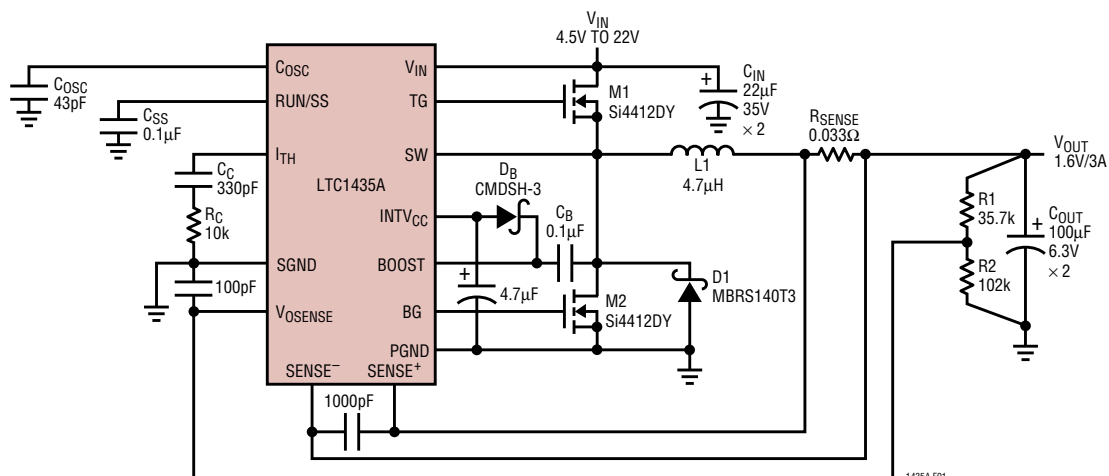 VIN
4.5V TO 22V
COSC
43pF
CSS
0.1µF
CC
330pF
RC
10k
100pF
COSC
RUN/SS
ITH
SGND
VOSENSE
SENSE−
SENSE+
LTC1435A
VIN
TG
SW
INTVCC
BOOST
BG
PGND
M1
Si4412DY
CIN
22µF
35V
× 2
+
L1
4.7µH
RSENSE
0.033Ω
VOUT
1.6V/3A
DB
CMDSH-3
CB
0.1µF
+
4.7µF
M2
Si4412DY
D1
MBRS140T3
R1
35.7k
R2
102k
+
COUT
100µF
6.3V
× 2
1000pF
1435A F01